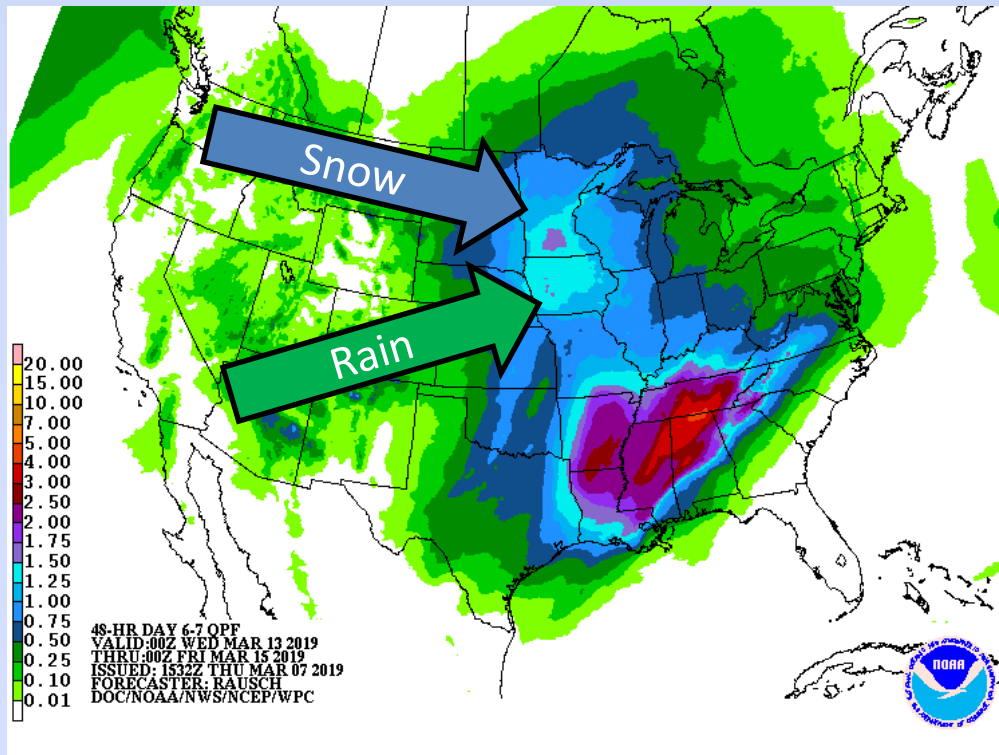 Snow
Rain
20.00
15.00
10.00
7.00
5.00
4.00
3.00
2.50
2.00
1.75
1.50
1.25
1.00
0.75
0.50
0.25
0.10
0.01
48-HR DAY 6-7 QPF
VALID:00Z WED MAR 13 2019
THRU:00Z FRI MAR 15 2019
ISSUED: 1532Z THU MAR 07 2019
FORECASTER: RAUSCH
DOC/NOAA/NWS/NCEP/WPC
NOAA